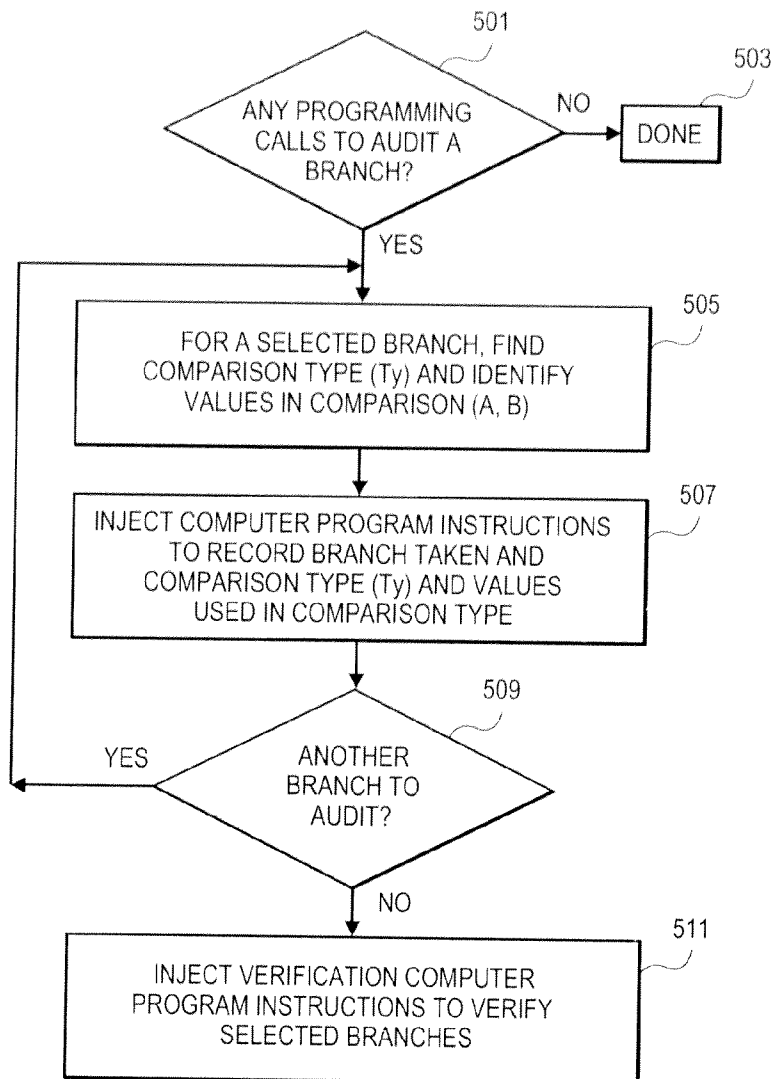 501
503
ANY PROGRAMMING
CALLS TO AUDIT A
BRANCH?
NO
DONE
YES
505
FOR A SELECTED BRANCH, FIND
COMPARISON TYPE (Ty) AND IDENTIFY
VALUES IN COMPARISON (A, B)
507
INJECT COMPUTER PROGRAM INSTRUCTIONS
TO RECORD BRANCH TAKEN AND
COMPARISON TYPE (Ty) AND VALUES
USED IN COMPARISON TYPE
509
YES
ANOTHER
BRANCH TO
AUDIT?
NO
511
INJECT VERIFICATION COMPUTER
PROGRAM INSTRUCTIONS TO VERIFY
SELECTED BRANCHES